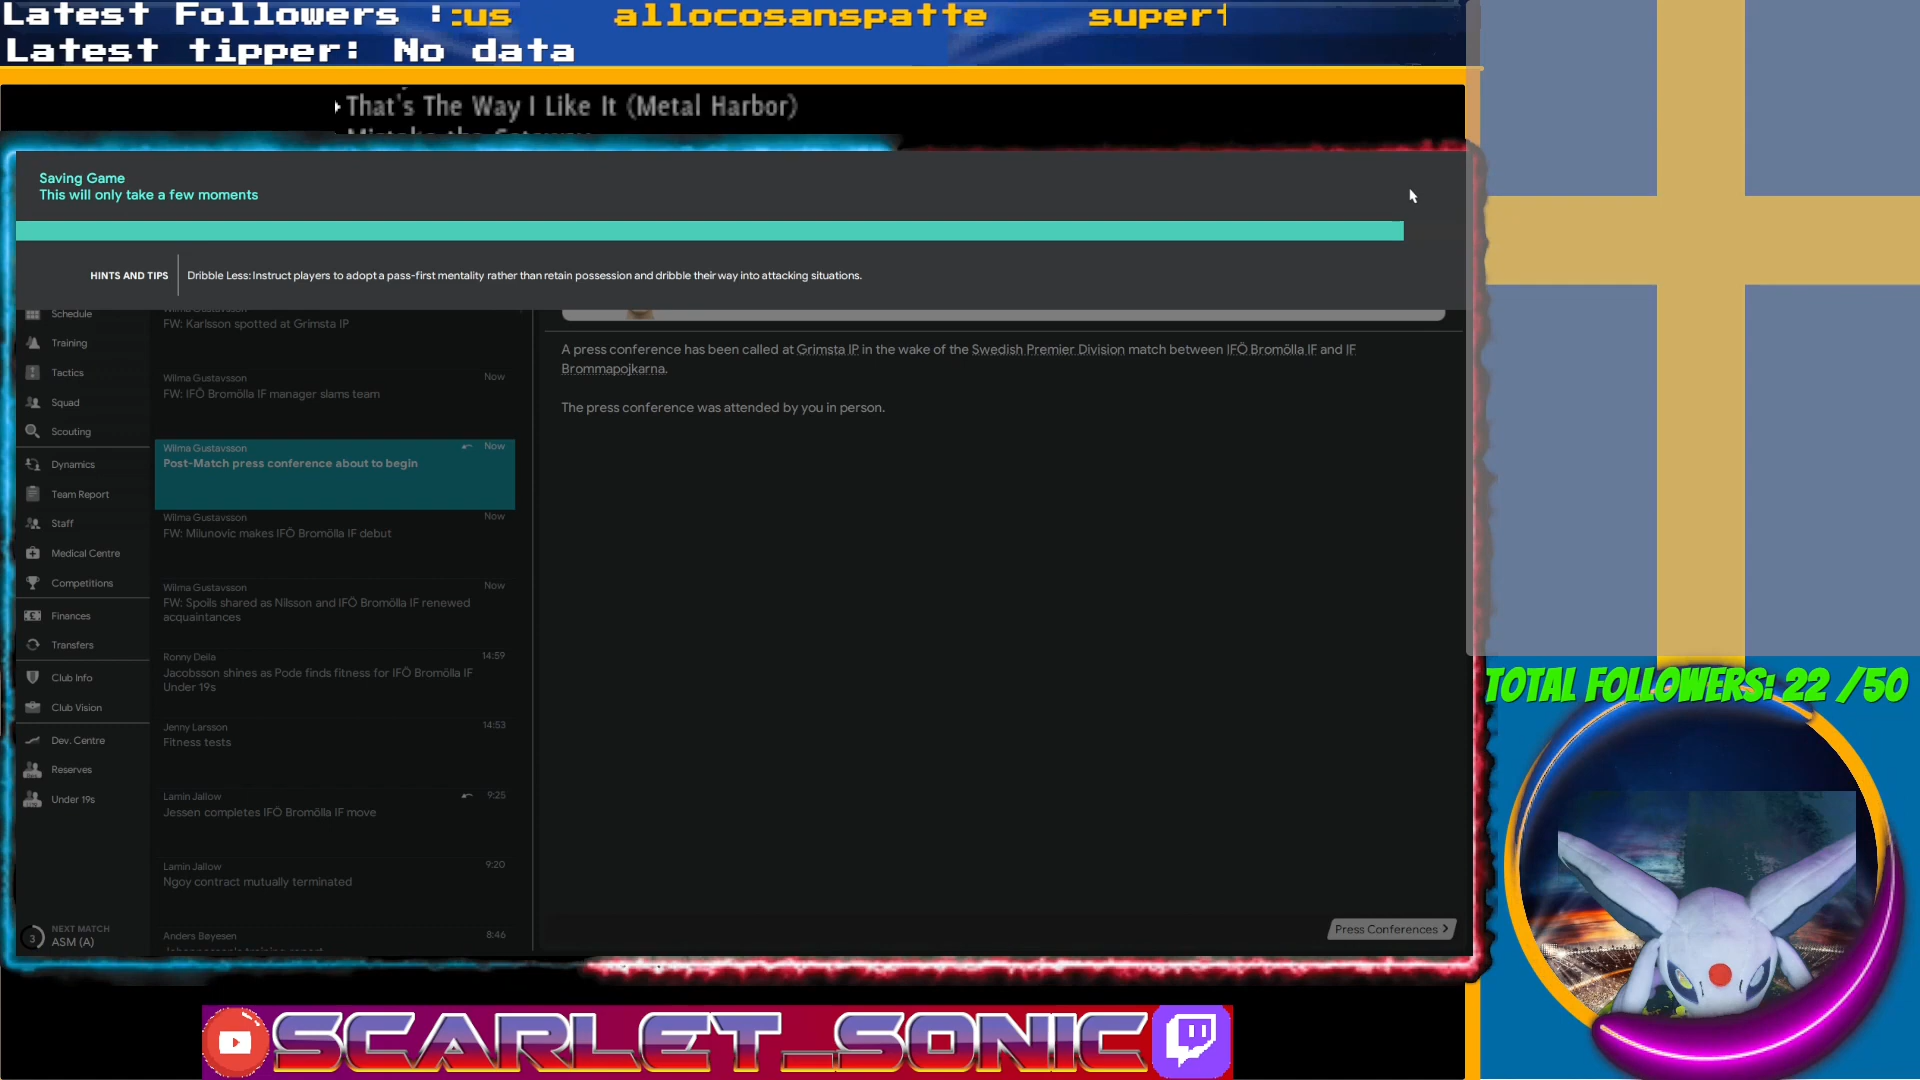 Latest Followers :
allocosanspatte
super
Latest tipper: No data
That's The Way I Like It (Metal Harbor)
Saving Game
This will only take a few moments
HINTS AND TIPS
Dribble Less: Instruct players to adopt a pass-first mentality rather than retain possession and dribble their way into attacking situations.
Schedule
Training
Tactics
Squad
Scouting
Dynamics
Team Report
Staff
Medical Centre
Competitions
Finances
Transfers
Club Info
Club Vision
Dev. Centre
Reserves
Under 19s
3
NEXT MATCH
ASM (A)
FW: Karlsson spotted at Grimsta IP
Wilma Gustavsson Now
FW: IFÖ Bromölla IF manager slams team
Wilma Gustavsson Now
Post-Match press conference about to begin
Wilma Gustavsson Now
FW: Milunovic makes IFÖ Bromölla IF debut
Wilma Gustavsson Now
FW: Spoils shared as Nilsson and IFÖ Bromölla IF renewed
acquaintances
Ronny Deila 14:59
Jacobsson shines as Pode finds fitness for IFÖ Bromölla IF
Under 19s
Jenny Larsson 14:53
Fitness tests
Lamin Jallow 9:25
Jessen completes IFÖ Bromölla IF move
Lamin Jallow 9:20
Ngoy contract mutually terminated
Anders Bøyesen 8:46
A press conference has been called at Grimsta IP in the wake of the Swedish Premier Division match between IFÖ Bromölla IF and IF
Brommapojkarna.
The press conference was attended by you in person.
Press Conferences
TOTAL FOLLOWERS: 22 /50
SCARLET_SONIC